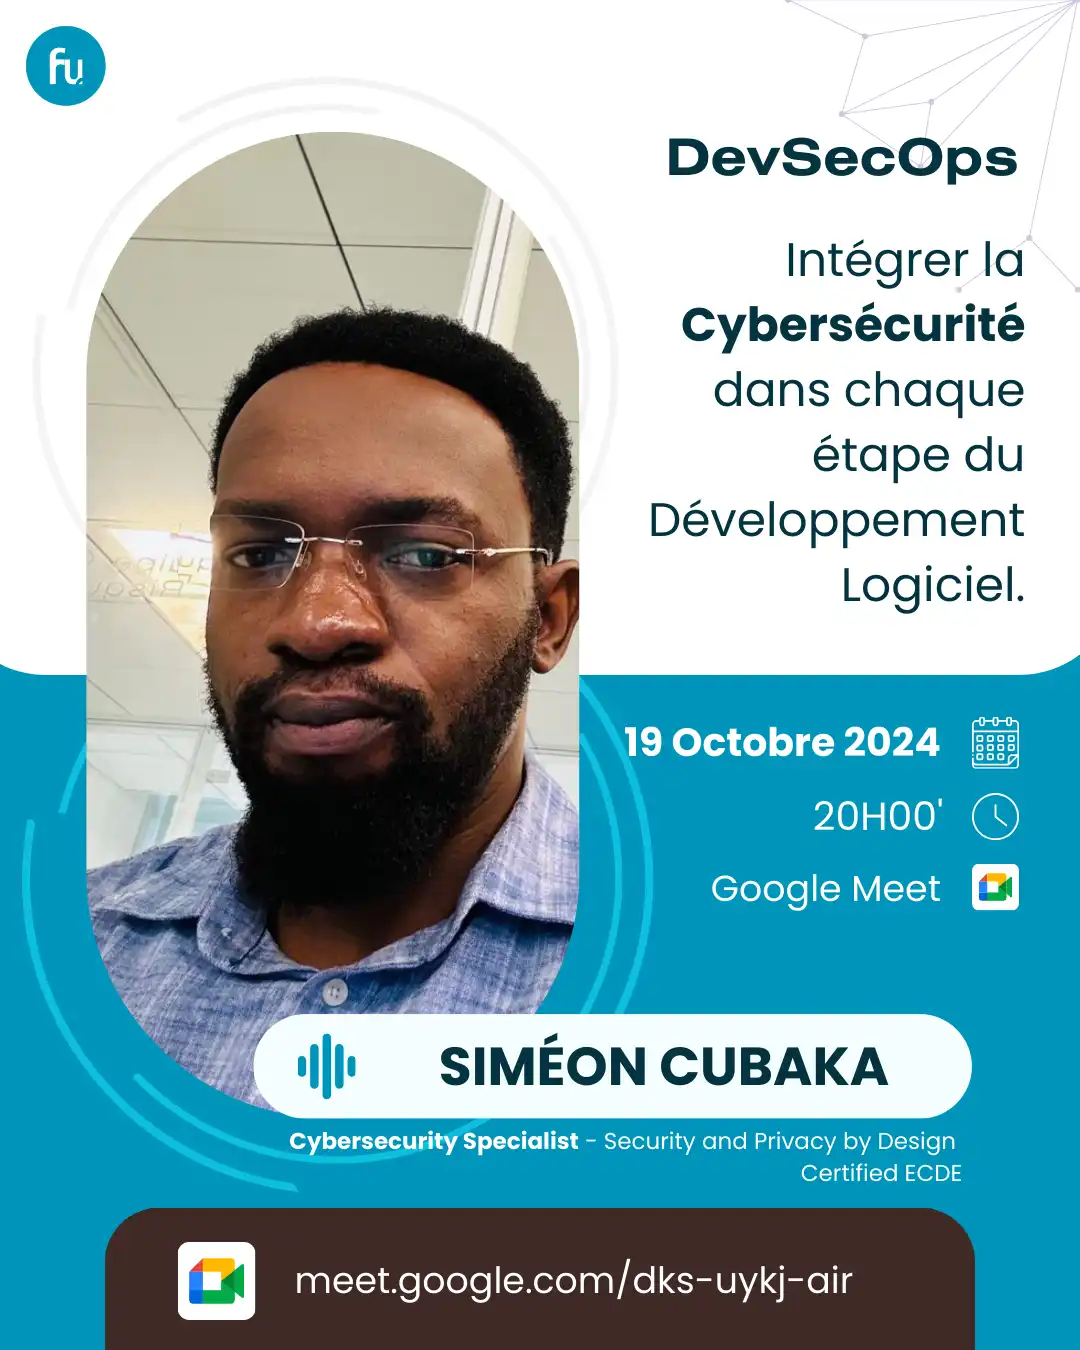 fu
DevSecOps
Intégrer la
Cybersécurité
dans chaque
étape du
Développement
Logiciel.
19 Octobre 2024
20H00'
Google Meet
SIMÉON CUBAKA
Cybersecurity Specialist - Security and Privacy by Design
Certified ECDE
meet.google.com/dks-uykj-air